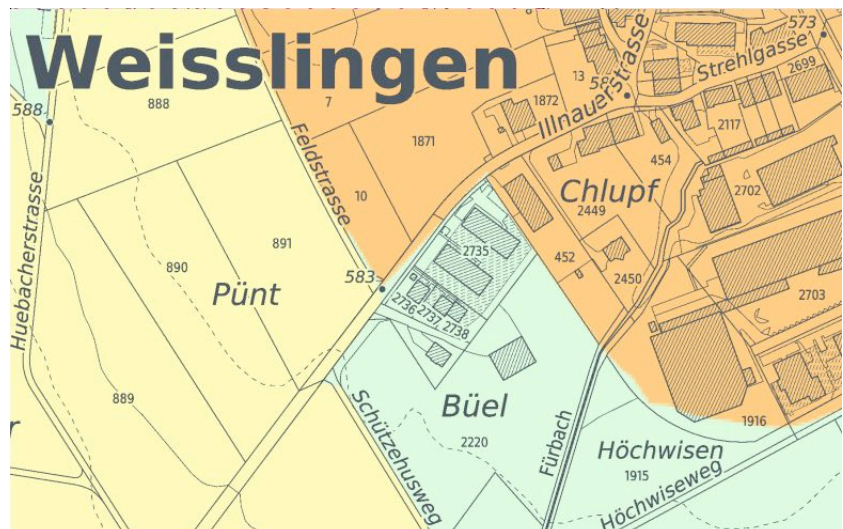 Weisslingen
573
Strehlgasse
2699
588
888
7
1872
13
Illnauerstrasse
1871
2117
454
Feldstrasse
10
Chlupf
2449
2702
Huebacherstrasse
891
890
Pünt
583
2735
452
2450
2703
2736
2737
2738
889
Schützehusweg
Büel
2220
Fürbach
Höchwisen
1915
1916
Höchwiseweg
r